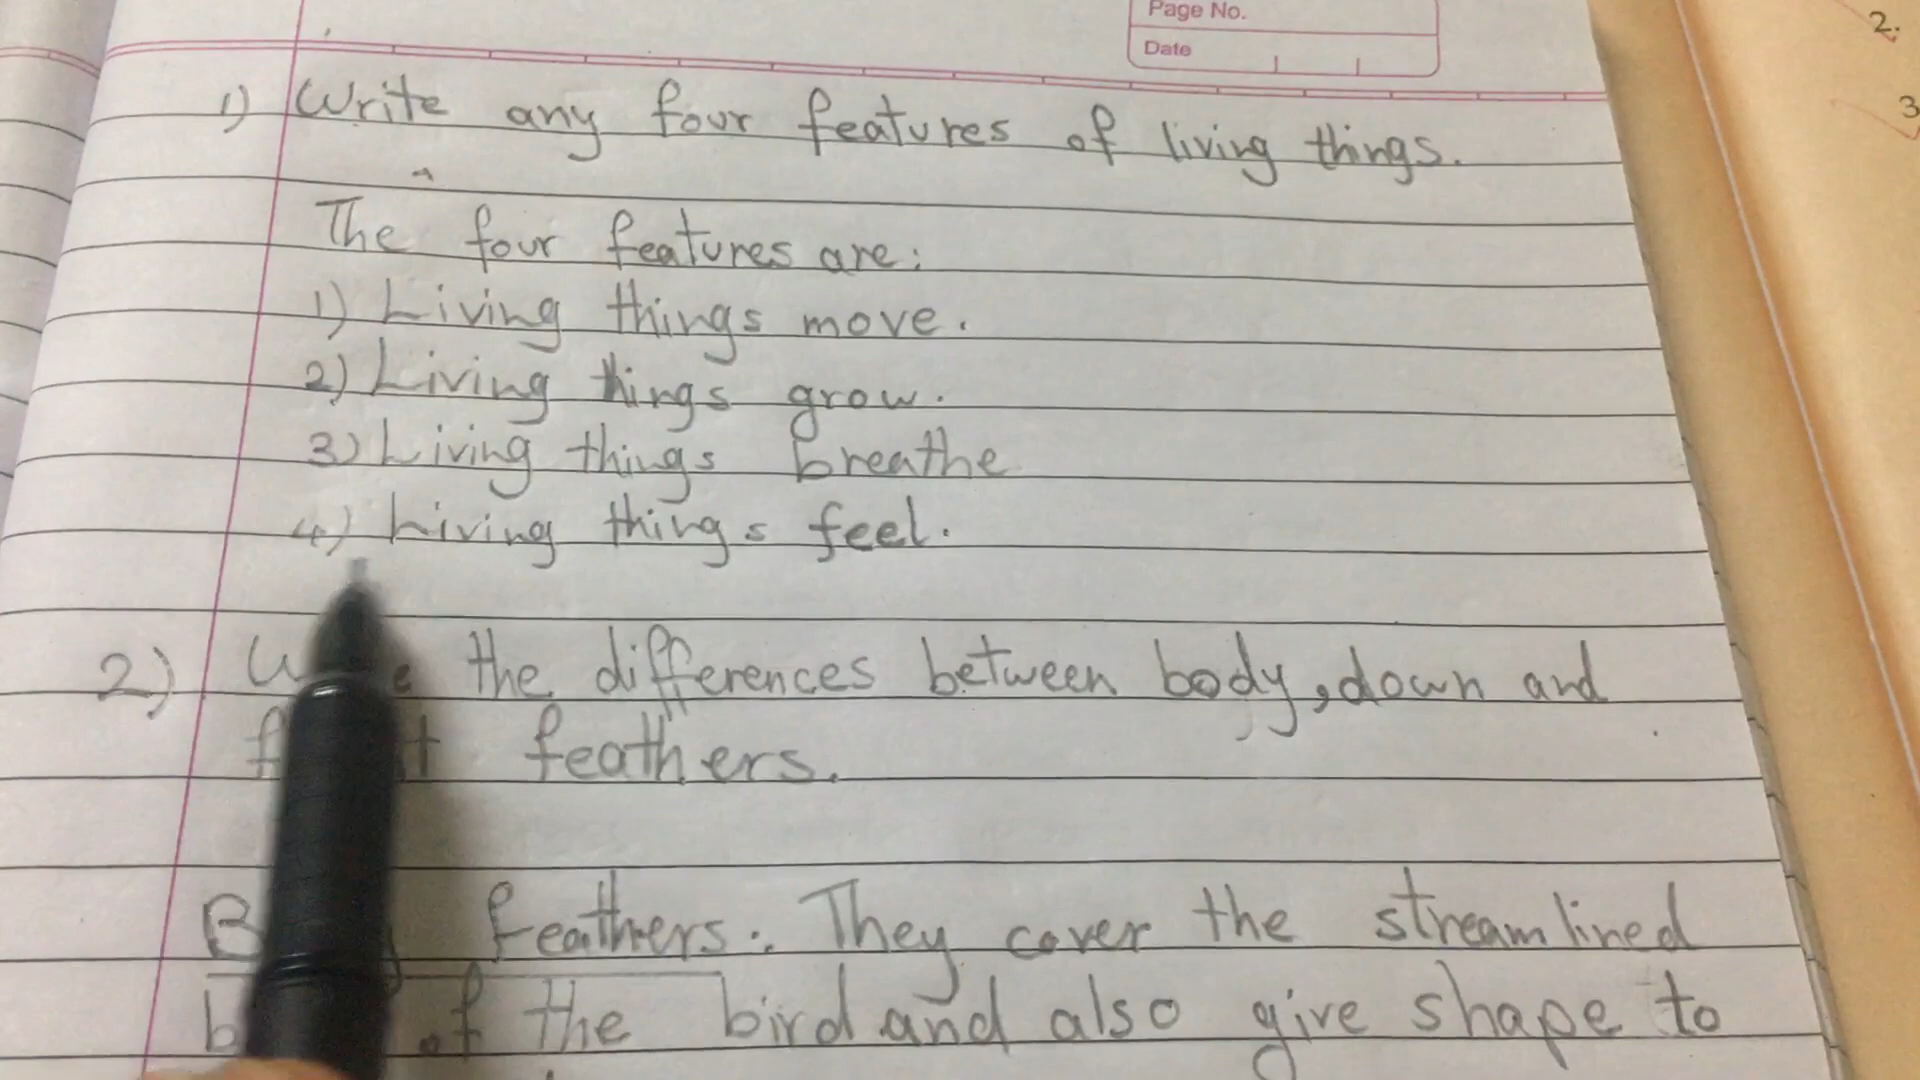 Page No.
Date
2.
3
1) Write any four features of living things.
The four features are:
1) Living things move.
2) Living things grow.
3) Living things breathe
4) Living things feel.
2) the differences between body, down and
feathers.
feathers: They cover the streamlined
of the bird and also give shape to